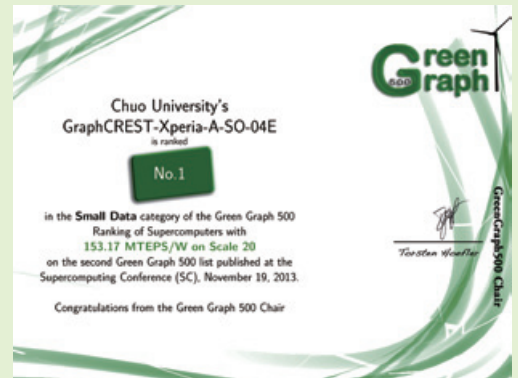 Green
Graph
500
Chuo University's
GraphCREST-Xperia-A-SO-04E
is ranked
No.1
in the Small Data category of the Green Graph 500
Ranking of Supercomputers with
153.17 MTEPS/W on Scale 20
on the second Green Graph 500 list published at the
Supercomputing Conference (SC), November 19, 2013.
Congratulations from the Green Graph 500 Chair
Torsten Hoefler
GreenGraph500 Chair